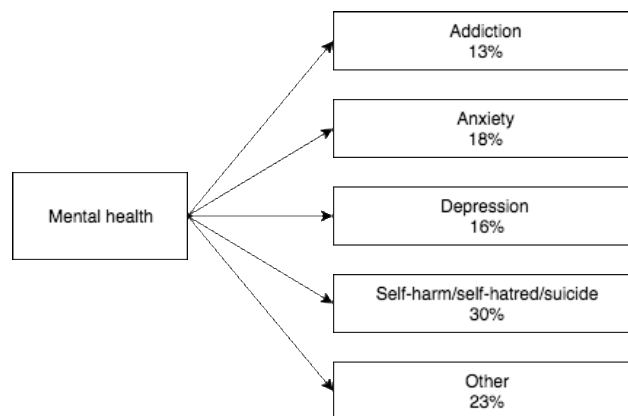 Addiction
13%
Anxiety
18%
Mental health
Depression
16%
Self-harm/self-hatred/suicide
30%
Other
23%